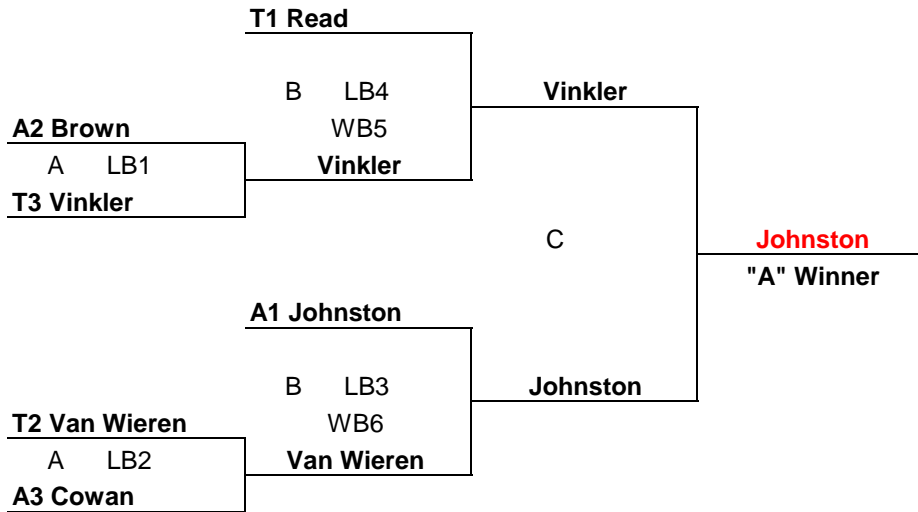 T1 Read
B LB4 Vinkler
A2 Brown WB5
A LB1 Vinkler
T3 Vinkler
C Johnston
"A" Winner
A1 Johnston
B LB3 Johnston
T2 Van Wieren WB6
A LB2 Van Wieren
A3 Cowan